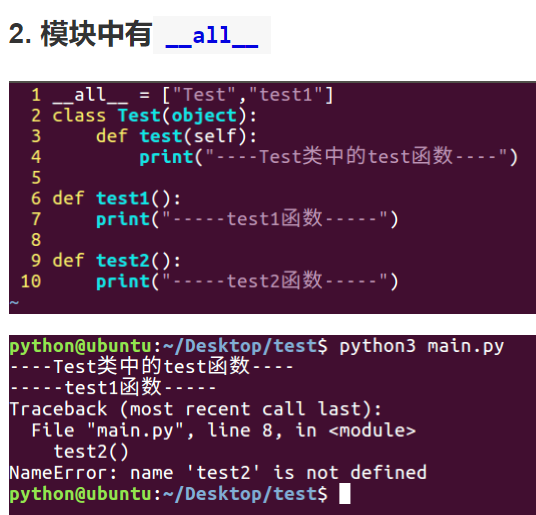 2. 模块中有 __all__
1 __all__ = ["Test","test1"]
2 class Test(object):
3     def test(self):
4         print("----Test类中的test函数----")
5
6 def test1():
7     print("-----test1函数-----")
8
9 def test2():
10     print("-----test2函数-----")
~
python@ubuntu:~/Desktop/test$ python3 main.py
----Test类中的test函数----
-----test1函数-----
Traceback (most recent call last):
  File "main.py", line 8, in <module>
    test2()
NameError: name 'test2' is not defined
python@ubuntu:~/Desktop/test$